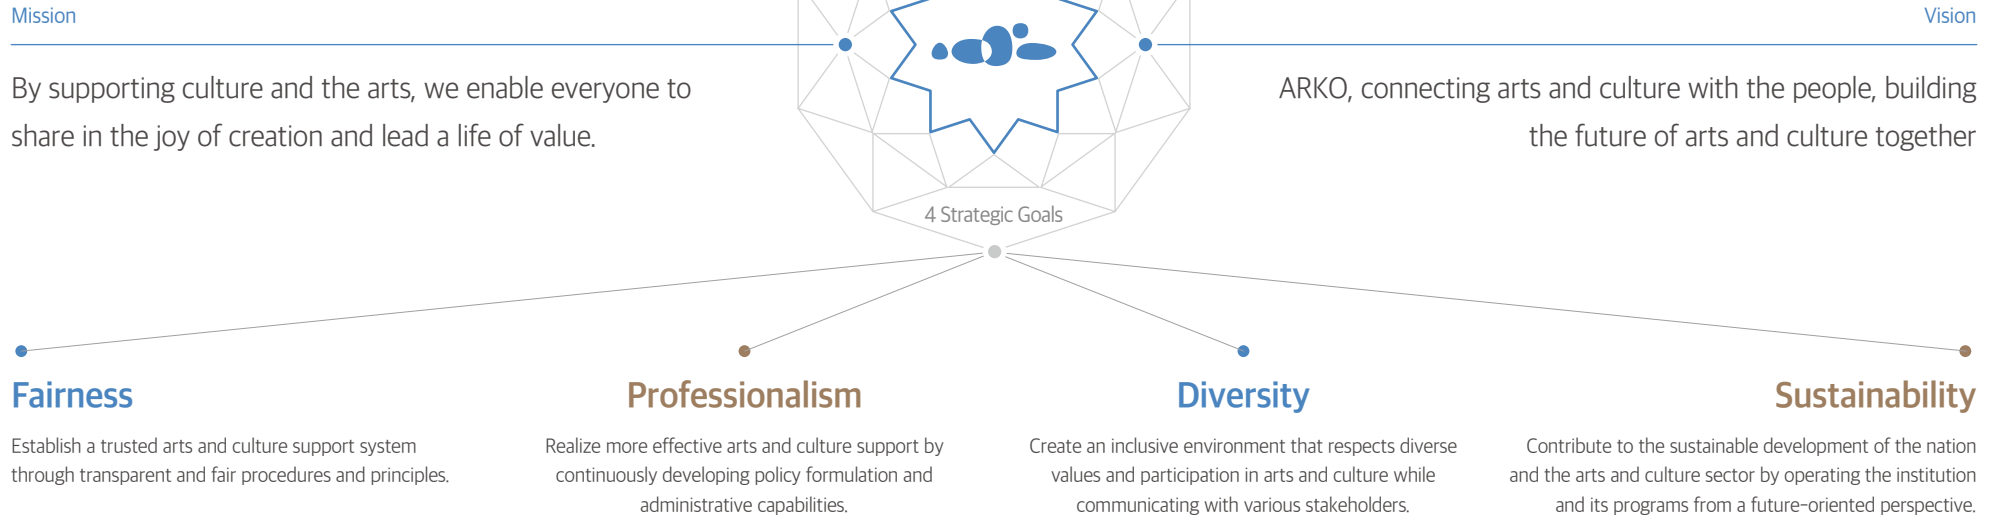 Mission
Vision
By supporting culture and the arts, we enable everyone to
share in the joy of creation and lead a life of value.
ARKO, connecting arts and culture with the people, building
the future of arts and culture together
4 Strategic Goals
Fairness
Establish a trusted arts and culture support system
through transparent and fair procedures and principles.
Professionalism
Realize more effective arts and culture support by
continuously developing policy formulation and
administrative capabilities.
Diversity
Create an inclusive environment that respects diverse
values and participation in arts and culture while
communicating with various stakeholders.
Sustainability
Contribute to the sustainable development of the nation
and the arts and culture sector by operating the institution
and its programs from a future-oriented perspective.